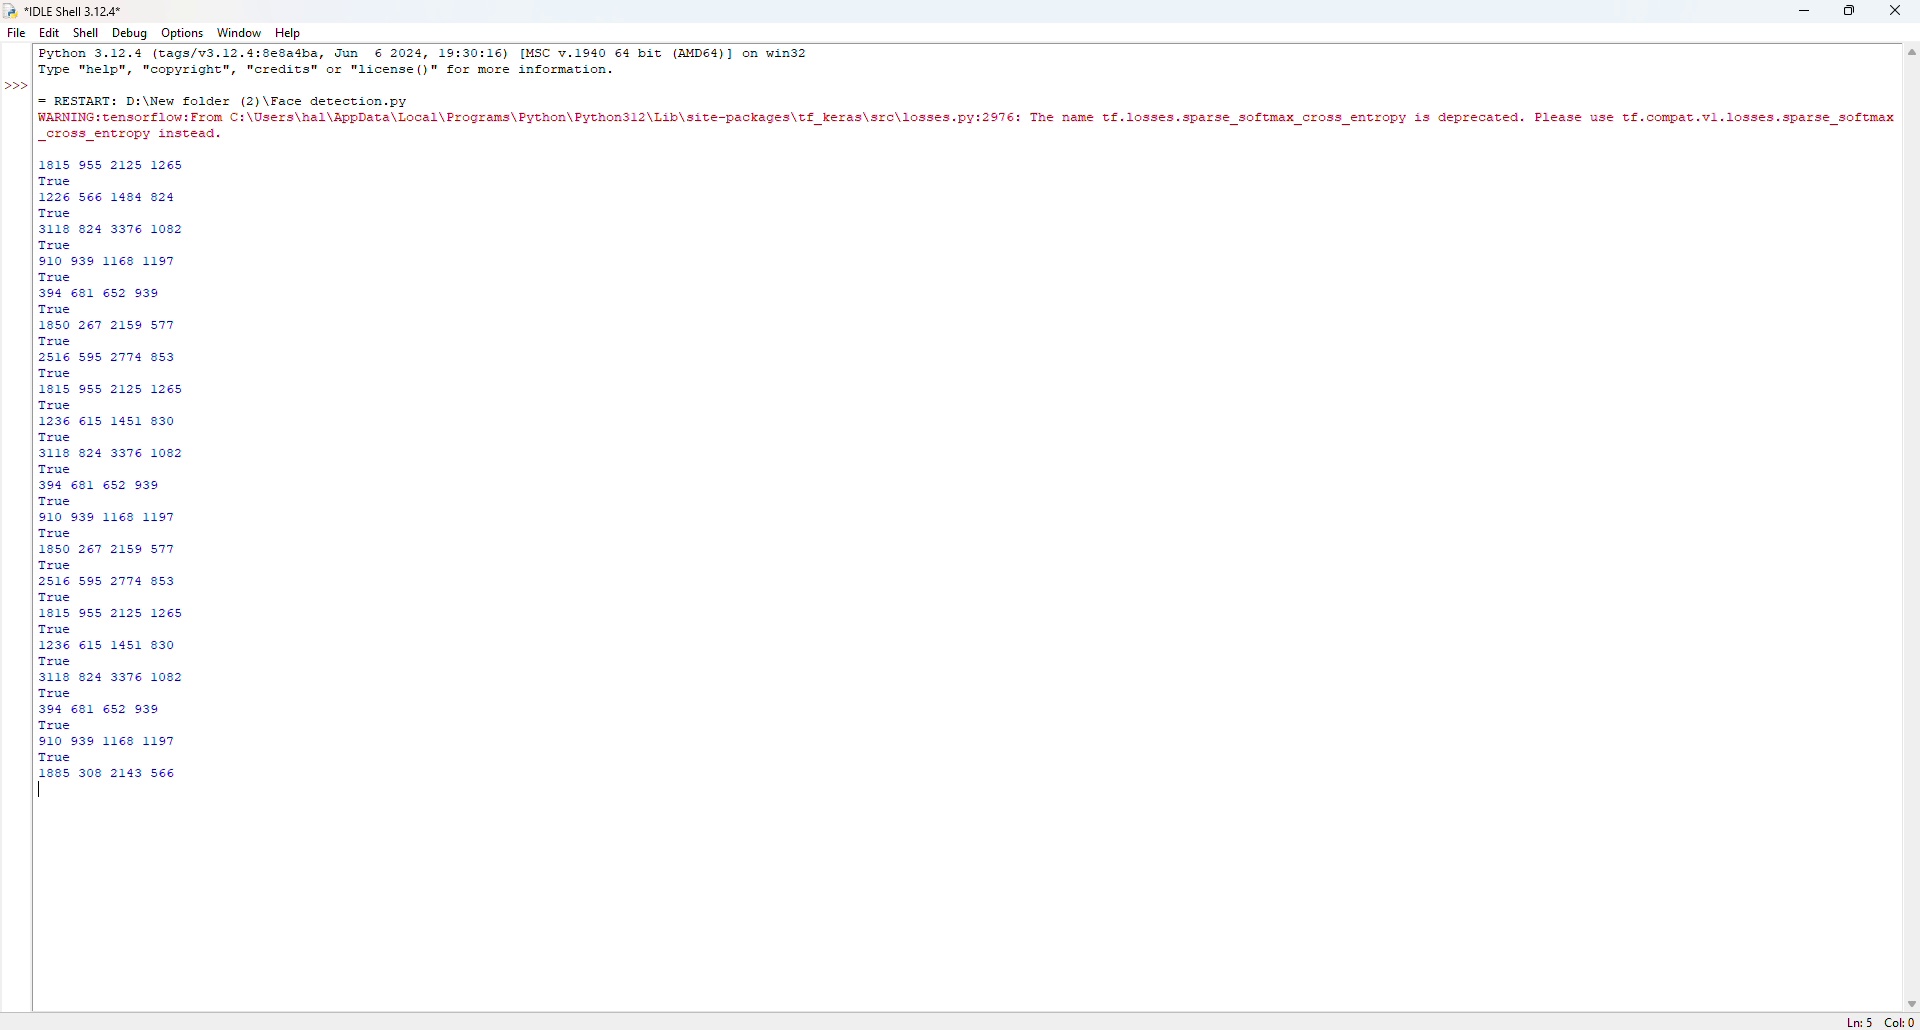 *IDLE Shell 3.12.4*
File Edit Shell Debug Options Window Help
Python 3.12.4 (tags/v3.12.4:8e8a4ba, Jun  6 2024, 19:30:16) [MSC v.1940 64 bit (AMD64)] on win32
Type "help", "copyright", "credits" or "license()" for more information.
>>>
= RESTART: D:\New folder (2)\Face detection.py
WARNING:tensorflow:From C:\Users\hal\AppData\Local\Programs\Python\Python312\Lib\site-packages\tf_keras\src\losses.py:2976: The name tf.losses.sparse_softmax_cross_entropy is deprecated. Please use tf.compat.v1.losses.sparse_softmax
_cross_entropy instead.
1815 955 2125 1265
True
1226 566 1484 824
True
3118 824 3376 1082
True
910 939 1168 1197
True
394 681 652 939
True
1850 267 2159 577
True
2516 595 2774 853
True
1815 955 2125 1265
True
1236 615 1451 830
True
3118 824 3376 1082
True
394 681 652 939
True
910 939 1168 1197
True
1850 267 2159 577
True
2516 595 2774 853
True
1815 955 2125 1265
True
1236 615 1451 830
True
3118 824 3376 1082
True
394 681 652 939
True
910 939 1168 1197
True
1885 308 2143 566
Ln: 5 Col: 0